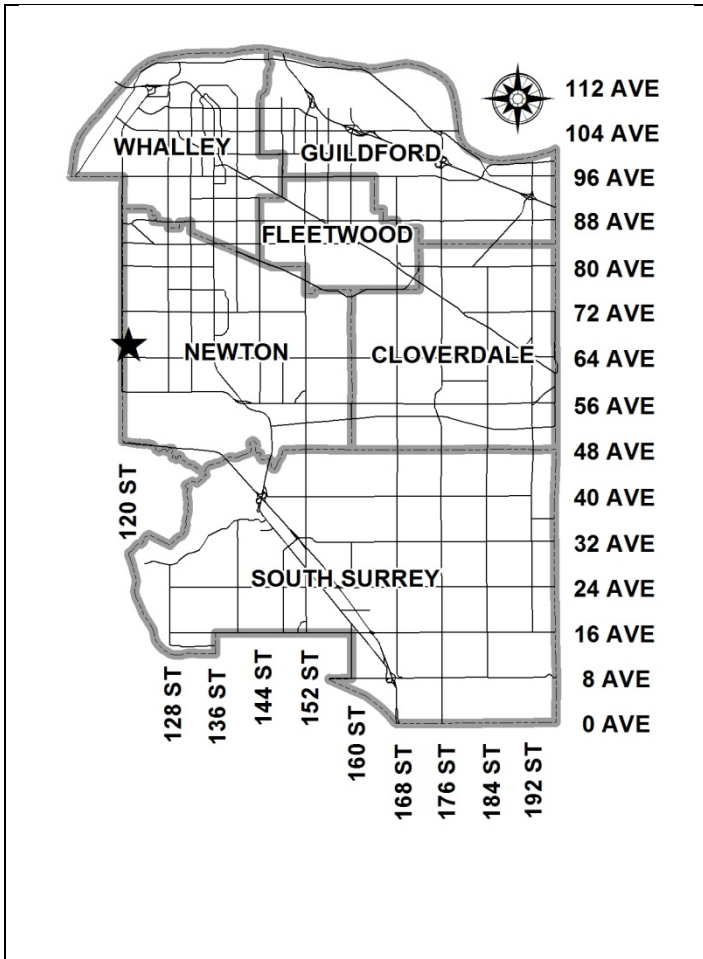 112 AVE
104 AVE
WHALLEY
GUILDFORD
96 AVE
88 AVE
FLEETWOOD
80 AVE
72 AVE
NEWTON
CLOVERDALE
64 AVE
56 AVE
48 AVE
120 ST
40 AVE
32 AVE
SOUTH SURREY
24 AVE
16 AVE
128 ST
136 ST
144 ST
152 ST
8 AVE
160 ST
0 AVE
168 ST
176 ST
184 ST
192 ST